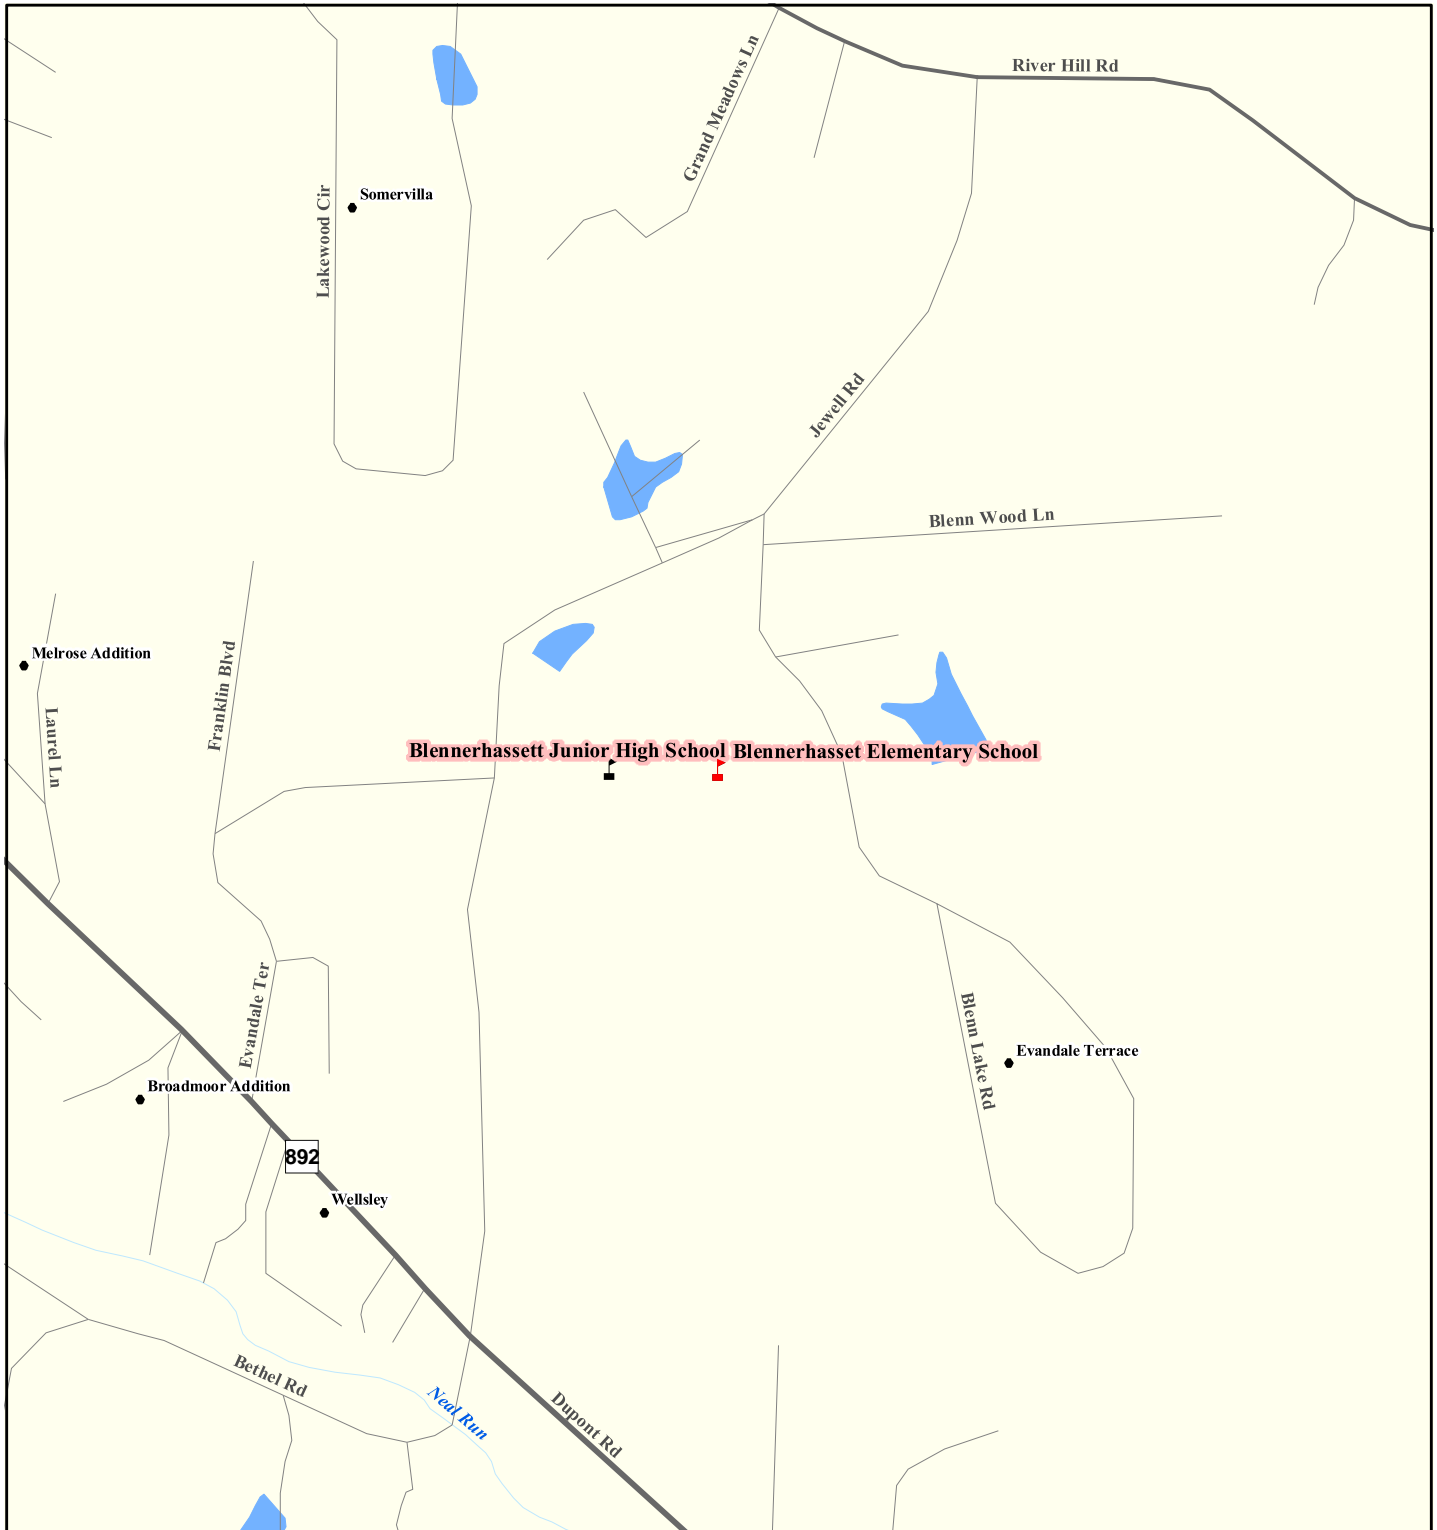 River Hill Rd
Grand Meadows Ln
Somervilla
Lakewood Cir
Jewell Rd
Blenn Wood Ln
Melrose Addition
Franklin Blvd
Laurel Ln
Blennerhassett Junior High School
Blennerhasset Elementary School
Evandale Ter
Blenn Lake Rd
Evandale Terrace
Broadmoor Addition
892
Wellsley
Bethel Rd
Neal Run
Dupont Rd